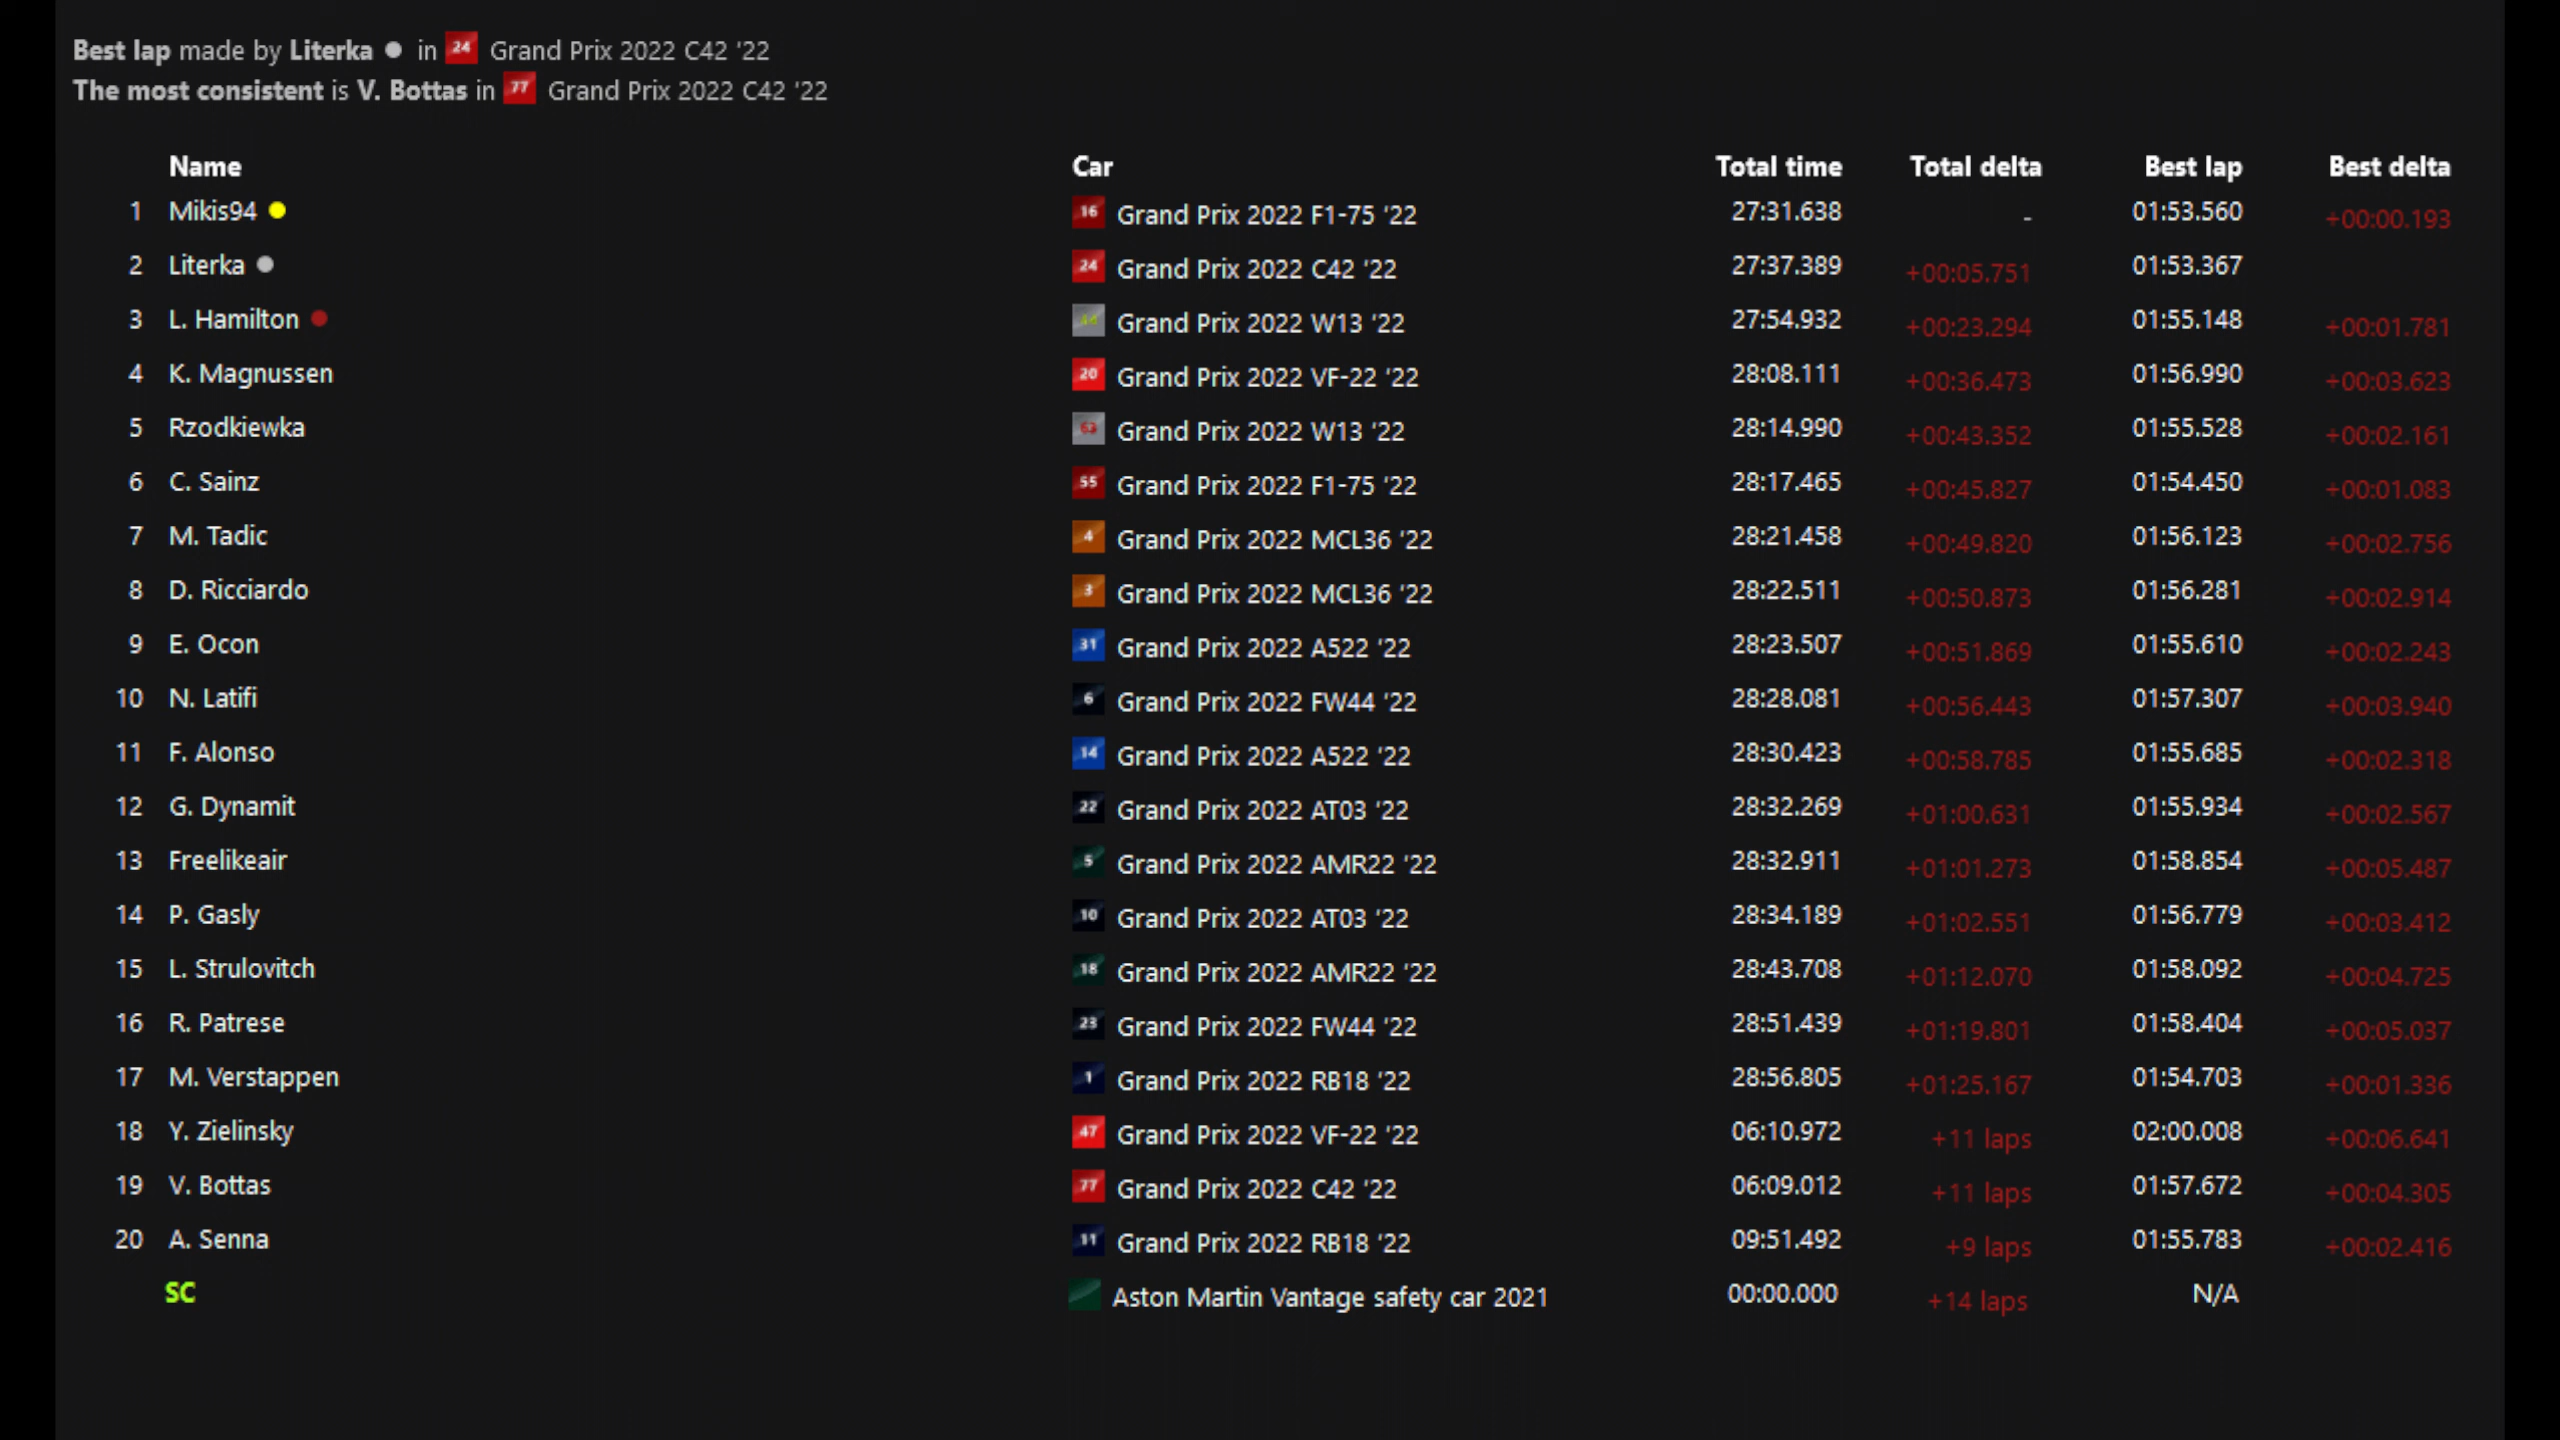 Best lap made by Literka in 24 Grand Prix 2022 C42 '22
The most consistent is V. Bottas in 77 Grand Prix 2022 C42 '22
Name Car Total time Total delta Best lap Best delta
1 Mikis94 16 Grand Prix 2022 F1-75 '22 27:31.638 - 01:53.560 +00:00.193
2 Literka 24 Grand Prix 2022 C42 '22 27:37.389 +00:05.751 01:53.367
3 L. Hamilton Grand Prix 2022 W13 '22 27:54.932 +00:23.294 01:55.148 +00:01.781
4 K. Magnussen 20 Grand Prix 2022 VF-22 '22 28:08.111 +00:36.473 01:56.990 +00:03.623
5 Rzodkiewka 63 Grand Prix 2022 W13 '22 28:14.990 +00:43.352 01:55.528 +00:02.161
6 C. Sainz 55 Grand Prix 2022 F1-75 '22 28:17.465 +00:45.827 01:54.450 +00:01.083
7 M. Tadic 4 Grand Prix 2022 MCL36 '22 28:21.458 +00:49.820 01:56.123 +00:02.756
8 D. Ricciardo 3 Grand Prix 2022 MCL36 '22 28:22.511 +00:50.873 01:56.281 +00:02.914
9 E. Ocon 31 Grand Prix 2022 A522 '22 28:23.507 +00:51.869 01:55.610 +00:02.243
10 N. Latifi 6 Grand Prix 2022 FW44 '22 28:28.081 +00:56.443 01:57.307 +00:03.940
11 F. Alonso 14 Grand Prix 2022 A522 '22 28:30.423 +00:58.785 01:55.685 +00:02.318
12 G. Dynamit 22 Grand Prix 2022 AT03 '22 28:32.269 +01:00.631 01:55.934 +00:02.567
13 Freelikeair 5 Grand Prix 2022 AMR22 '22 28:32.911 +01:01.273 01:58.854 +00:05.487
14 P. Gasly 10 Grand Prix 2022 AT03 '22 28:34.189 +01:02.551 01:56.779 +00:03.412
15 L. Strulovitch 18 Grand Prix 2022 AMR22 '22 28:43.708 +01:12.070 01:58.092 +00:04.725
16 R. Patrese 23 Grand Prix 2022 FW44 '22 28:51.439 +01:19.801 01:58.404 +00:05.037
17 M. Verstappen 1 Grand Prix 2022 RB18 '22 28:56.805 +01:25.167 01:54.703 +00:01.336
18 Y. Zielinsky 47 Grand Prix 2022 VF-22 '22 06:10.972 +11 laps 02:00.008 +00:06.641
19 V. Bottas 77 Grand Prix 2022 C42 '22 06:09.012 +11 laps 01:57.672 +00:04.305
20 A. Senna 11 Grand Prix 2022 RB18 '22 09:51.492 +9 laps 01:55.783 +00:02.416
SC Aston Martin Vantage safety car 2021 00:00.000 +14 laps N/A